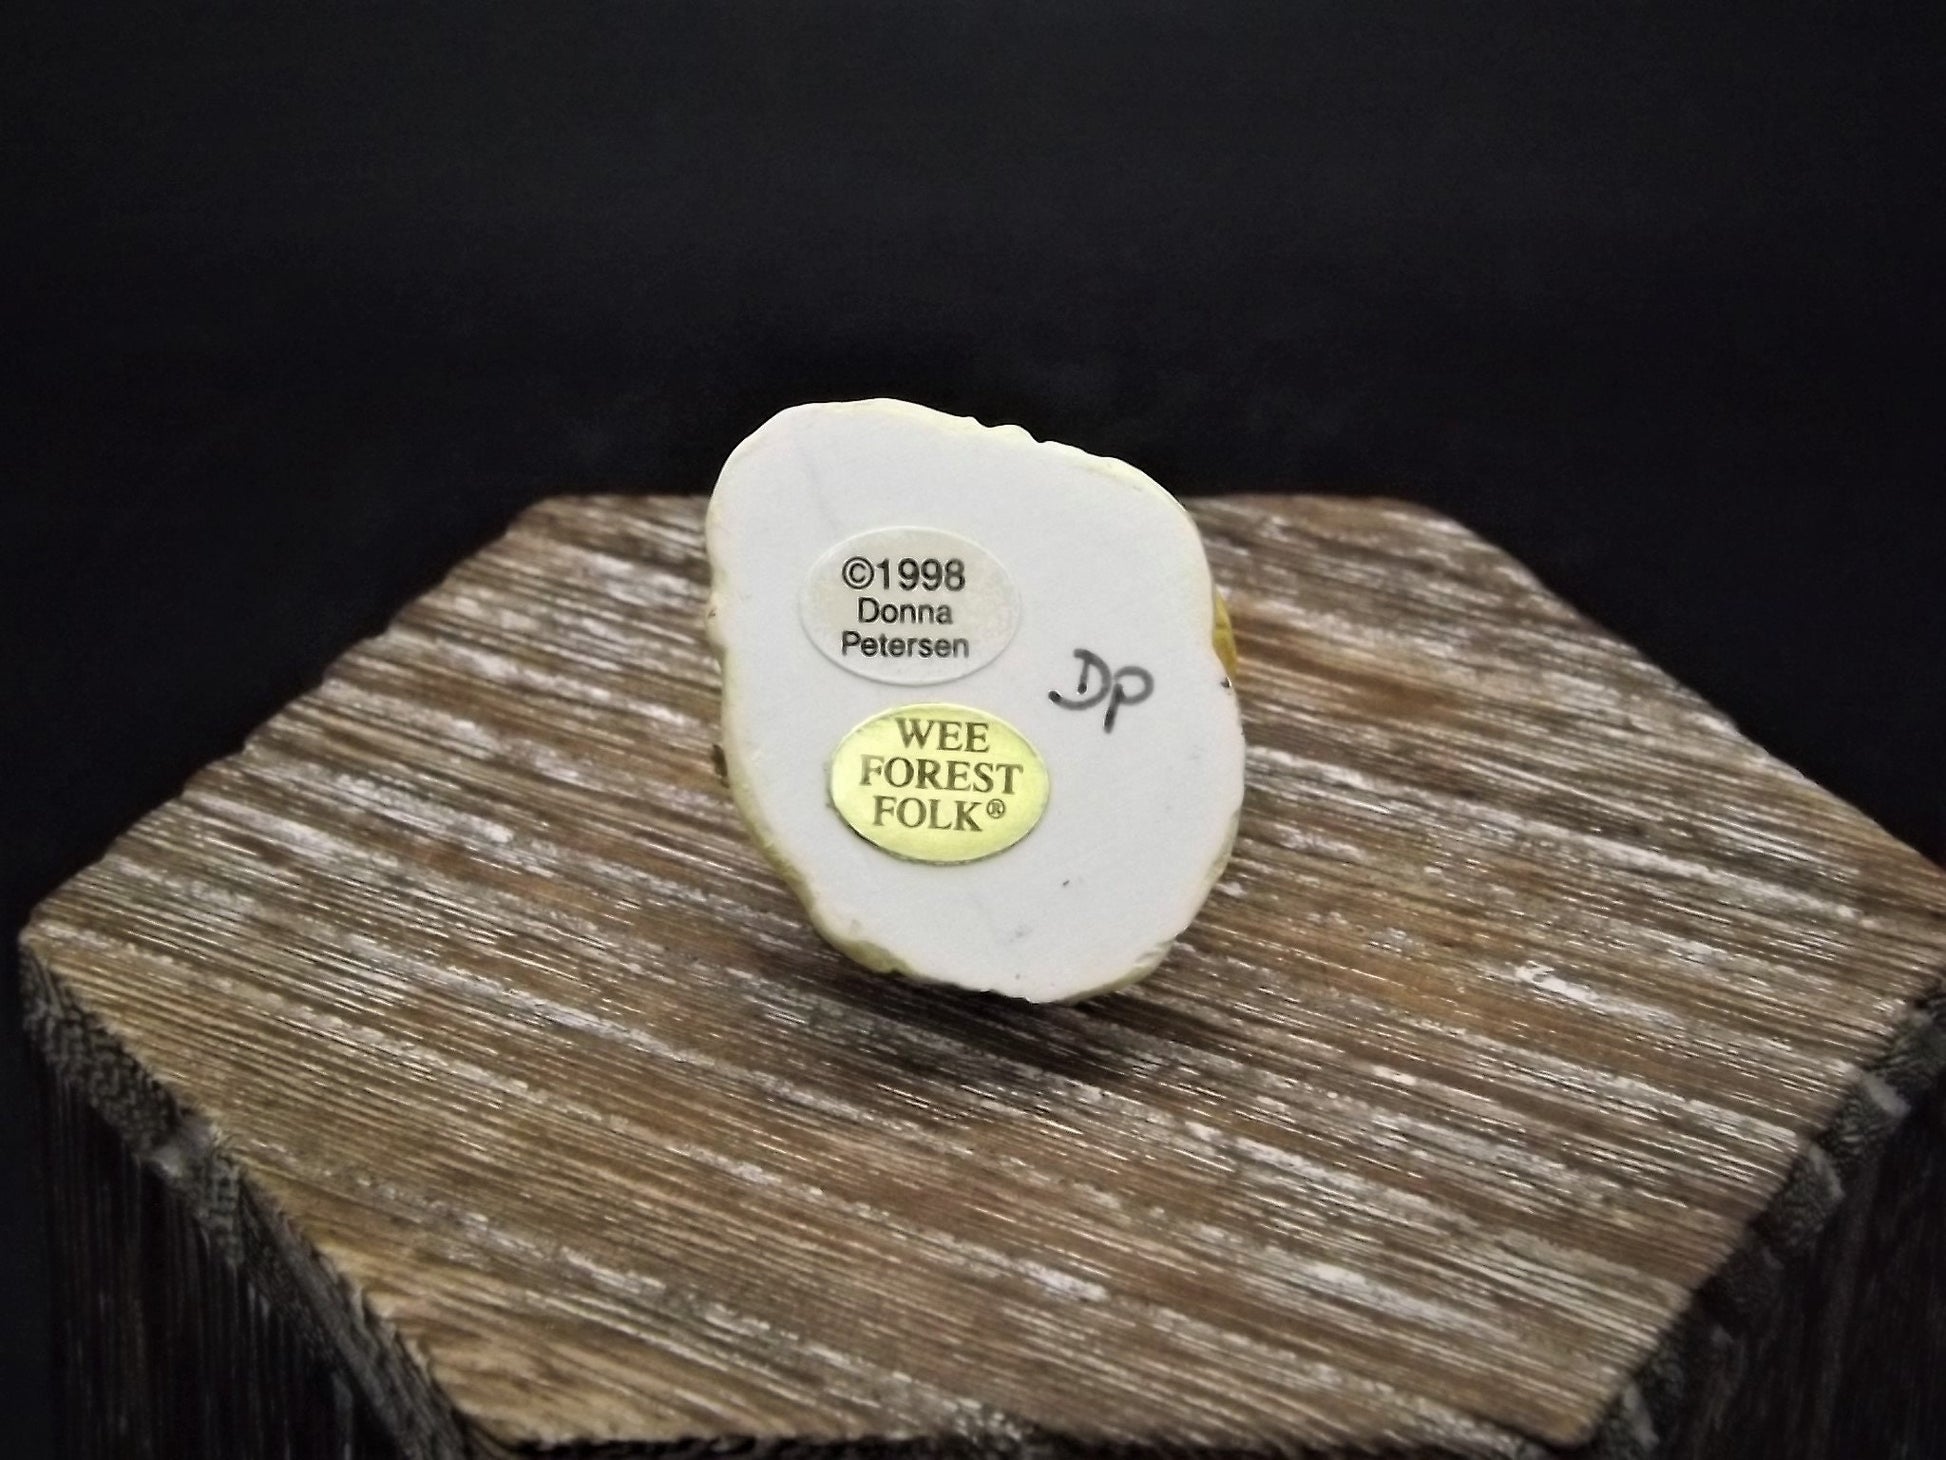 ©1998
Donna
Petersen
DP
WEE
FOREST
FOLK®